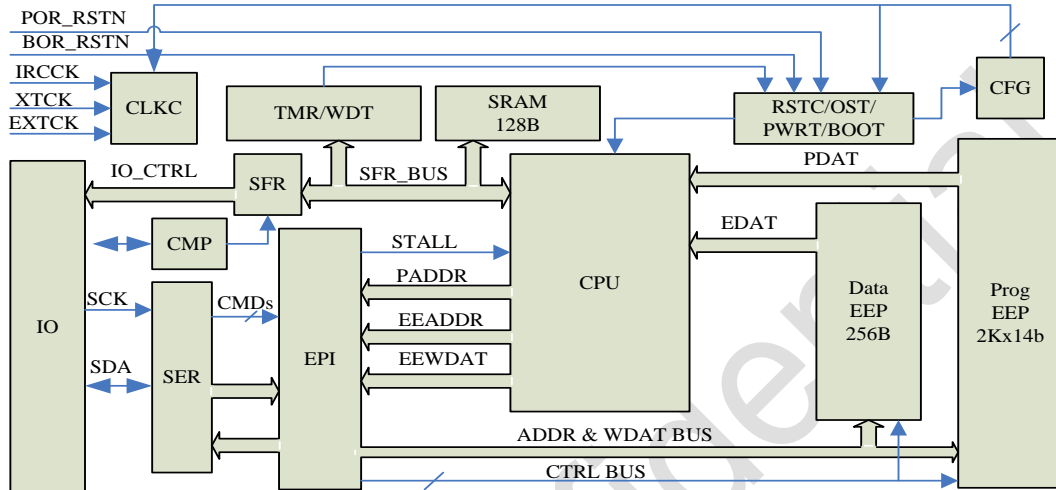 POR_RSTN
BOR_RSTN
IRCCK
XTCK
EXTCK
CLKC
TMR/WDT
SRAM
128B
RSTC/OST/
PWRT/BOOT
CFG
IO_CTRL
SFR
SFR_BUS
PDAT
CMP
STALL
EDAT
PADDR
CPU
SCK
CMDs
EEADDR
Data
EEP
256B
Prog
EEP
2Kx14b
IO
SDA
SER
EPI
EEWDAT
ADDR & WDAT BUS
CTRL BUS